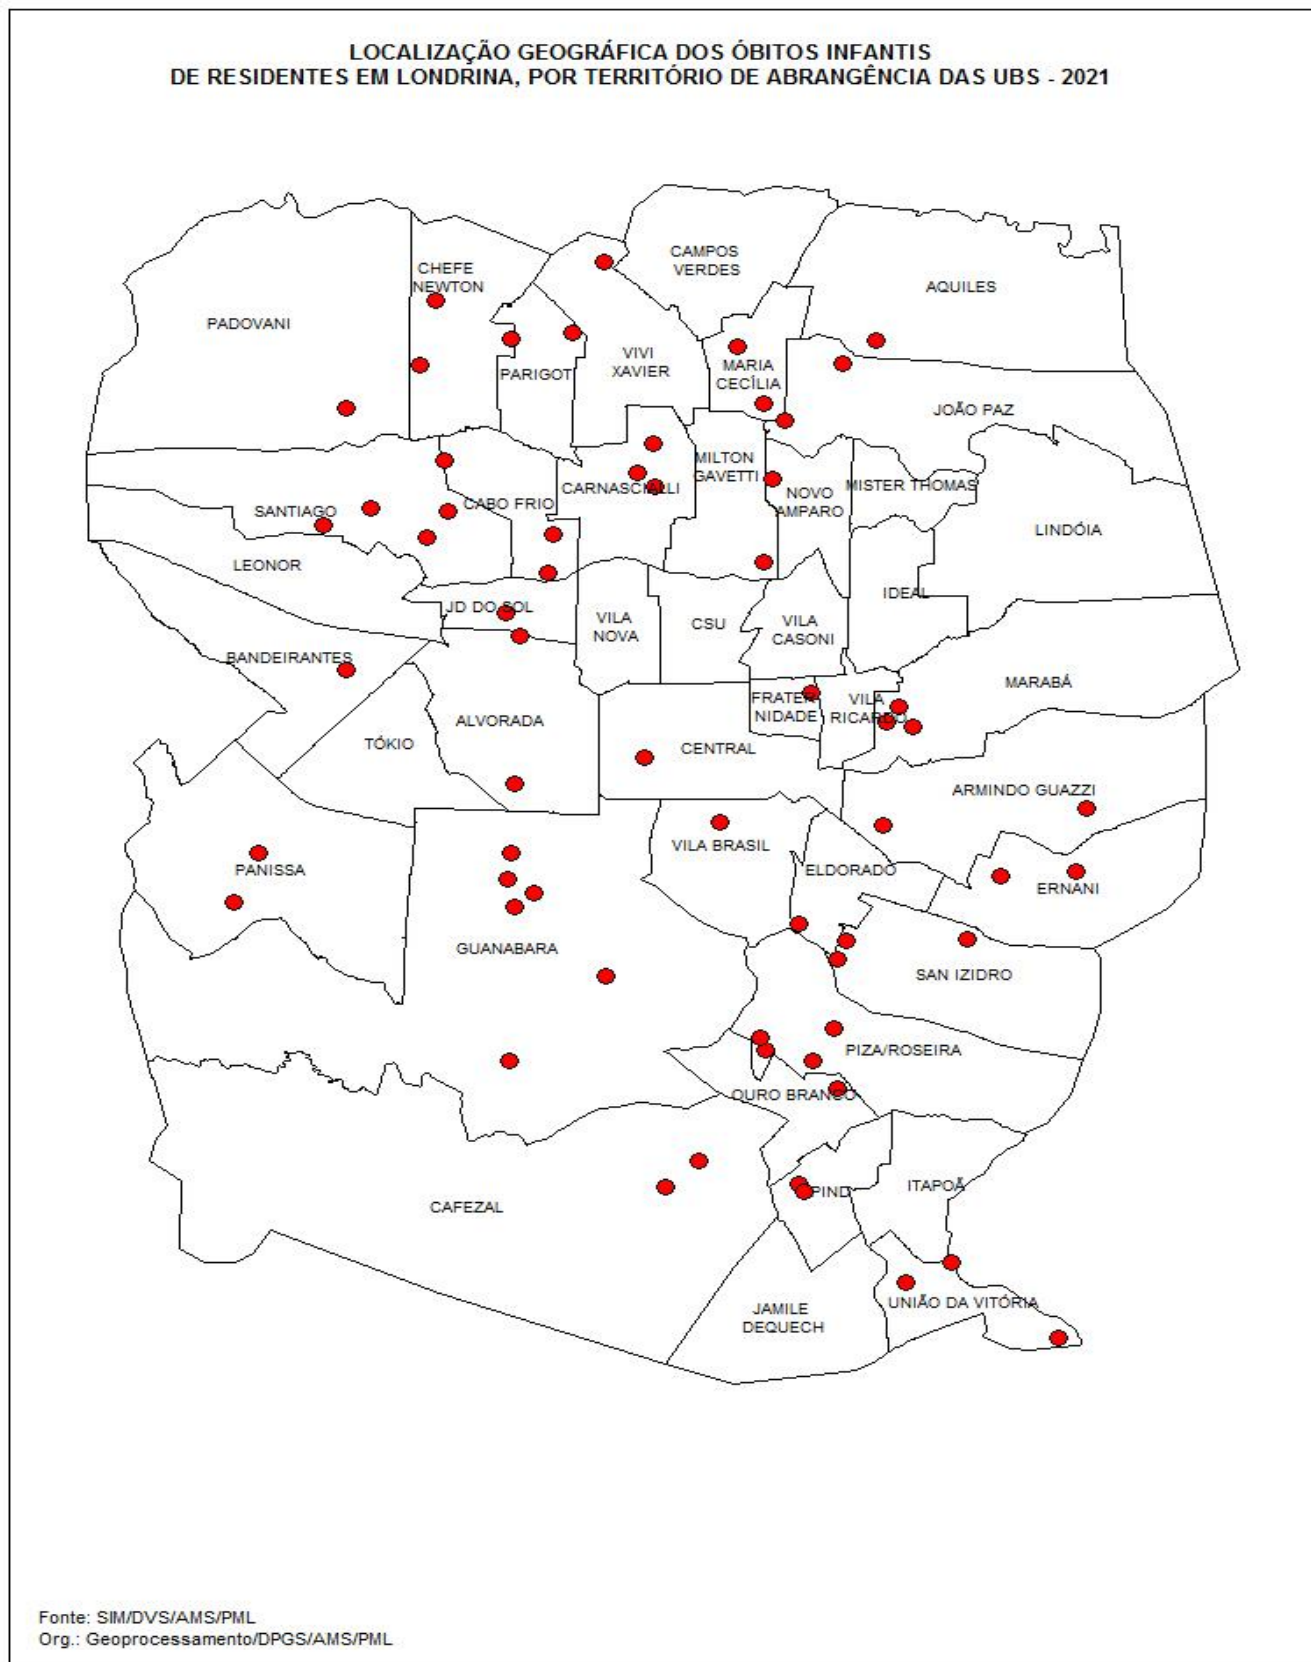 LOCALIZAÇÃO GEOGRÁFICA DOS ÓBITOS INFANTIS
DE RESIDENTES EM LONDRINA, POR TERRITÓRIO DE ABRANGÊNCIA DAS UBS - 2021
CAMPOS
VERDES
CHEFE
NEWTON
AQUILES
PADOVANI
VIVI
XAVIER
MARIA
CECÍLIA
PARIGOT
JOÃO PAZ
MILTON
GAVETTI
CARNASCIALLI
MISTER THOMAS
NOVO
AMPARO
CABO FRIO
SANTIAGO
LINDÓIA
LEONOR
IDEAL
JD DO SOL
VILA
NOVA
CSU
VILA
CASONI
BANDEIRANTES
MARABÁ
FRATER
NIDADE
VILA
RICARDO
ALVORADA
TÓKIO
CENTRAL
ARMINDO GUAZZI
VILA BRASIL
PANISSA
ELDORADO
ERNANI
GUANABARA
SAN IZIDRO
PIZA/ROSEIRA
OURO BRANCO
ITAPOÃ
PIND
CAFEZAL
UNIÃO DA VITÓRIA
JAMILE
DEQUECH
Fonte: SIM/DVS/AMS/PML
Org.: Geoprocessamento/DPGS/AMS/PML